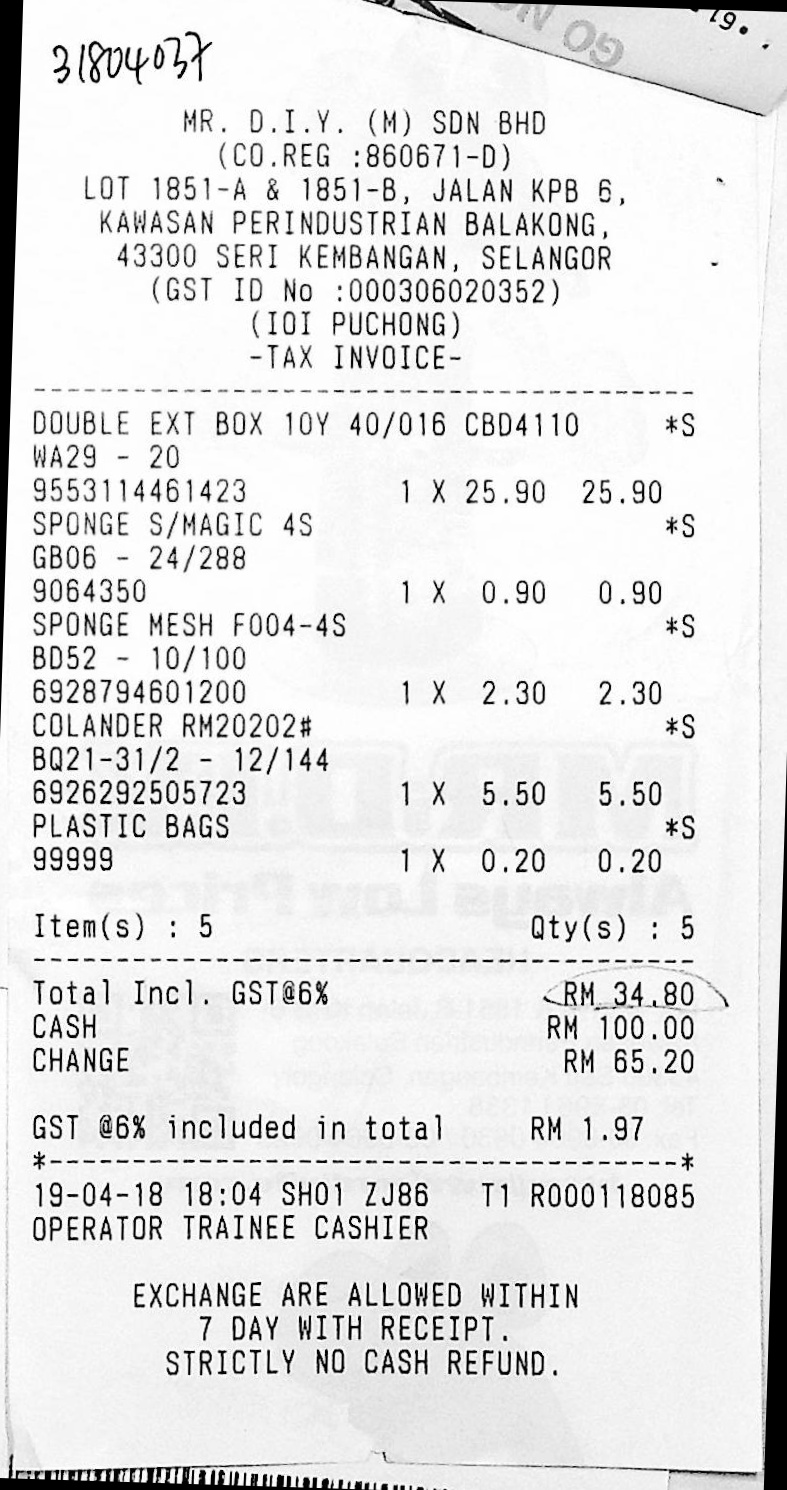 GO NO
.61
31804037
MR. D.I.Y. (M) SDN BHD
(CO.REG :860671-D)
LOT 1851-A & 1851-B, JALAN KPB 6,
KAWASAN PERINDUSTRIAN BALAKONG,
43300 SERI KEMBANGAN, SELANGOR
(GST ID No :000306020352)
(IOI PUCHONG)
-TAX INVOICE-
DOUBLE EXT BOX 10Y 40/016 CBD4110 *S
WA29 - 20
9553114461423 1 X 25.90 25.90
SPONGE S/MAGIC 4S *S
GB06 - 24/288
9064350 1 X 0.90 0.90
SPONGE MESH F004-4S *S
BD52 - 10/100
6928794601200 1 X 2.30 2.30
COLANDER RM20202# *S
BQ21-31/2 - 12/144
6926292505723 1 X 5.50 5.50
PLASTIC BAGS *S
99999 1 X 0.20 0.20
Item(s) : 5 Qty(s) : 5
Total Incl. GST@6% RM 34.80
CASH RM 100.00
CHANGE RM 65.20
GST @6% included in total RM 1.97
*--------------------------------------*
19-04-18 18:04 SH01 ZJ86 T1 R000118085
OPERATOR TRAINEE CASHIER
EXCHANGE ARE ALLOWED WITHIN
7 DAY WITH RECEIPT.
STRICTLY NO CASH REFUND.